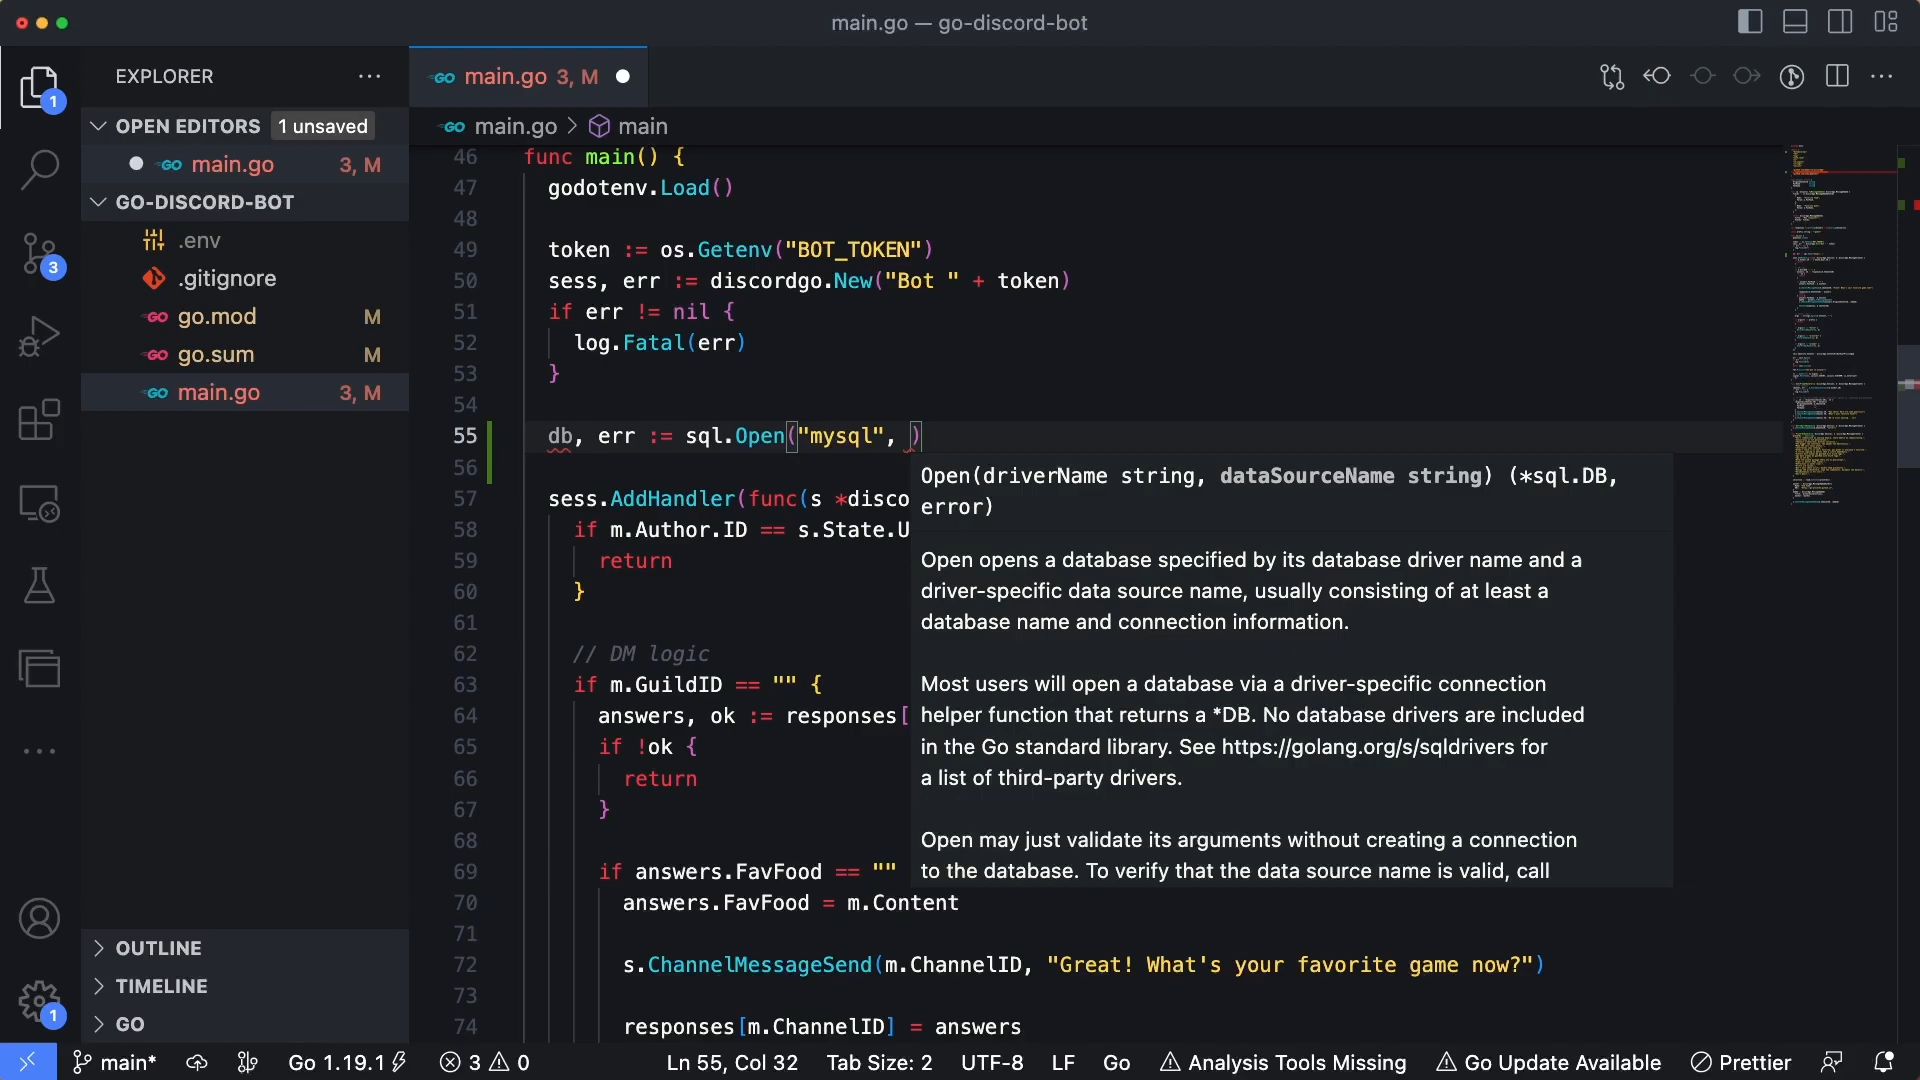 main.go — go-discord-bot
EXPLORER
GO main.go 3, M
OPEN EDITORS 1 unsaved
GO main.go > main
GO main.go 3, M
GO-DISCORD-BOT
.env
.gitignore
GO go.mod M
GO go.sum M
GO main.go 3, M
OUTLINE
TIMELINE
GO
1
3
1
46 func main() {
47 godotenv.Load()
48
49 token := os.Getenv("BOT_TOKEN")
50 sess, err := discordgo.New("Bot " + token)
51 if err != nil {
52 log.Fatal(err)
53 }
54
55 db, err := sql.Open("mysql", )
56
57 sess.AddHandler(func(s *disco
58 if m.Author.ID == s.State.U
59 return
60 }
61
62 // DM logic
63 if m.GuildID == "" {
64 answers, ok := responses[
65 if !ok {
66 return
67 }
68
69 if answers.FavFood == ""
70 answers.FavFood = m.Content
71
72 s.ChannelMessageSend(m.ChannelID, "Great! What's your favorite game now?")
73
74 responses[m.ChannelID] = answers
Open(driverName string, dataSourceName string) (*sql.DB,
error)
Open opens a database specified by its database driver name and a
driver-specific data source name, usually consisting of at least a
database name and connection information.
Most users will open a database via a driver-specific connection
helper function that returns a *DB. No database drivers are included
in the Go standard library. See https://golang.org/s/sqldrivers for
a list of third-party drivers.
Open may just validate its arguments without creating a connection
to the database. To verify that the data source name is valid, call
main* Go 1.19.1 3 0 Ln 55, Col 32 Tab Size: 2 UTF-8 LF Go Analysis Tools Missing Go Update Available Prettier